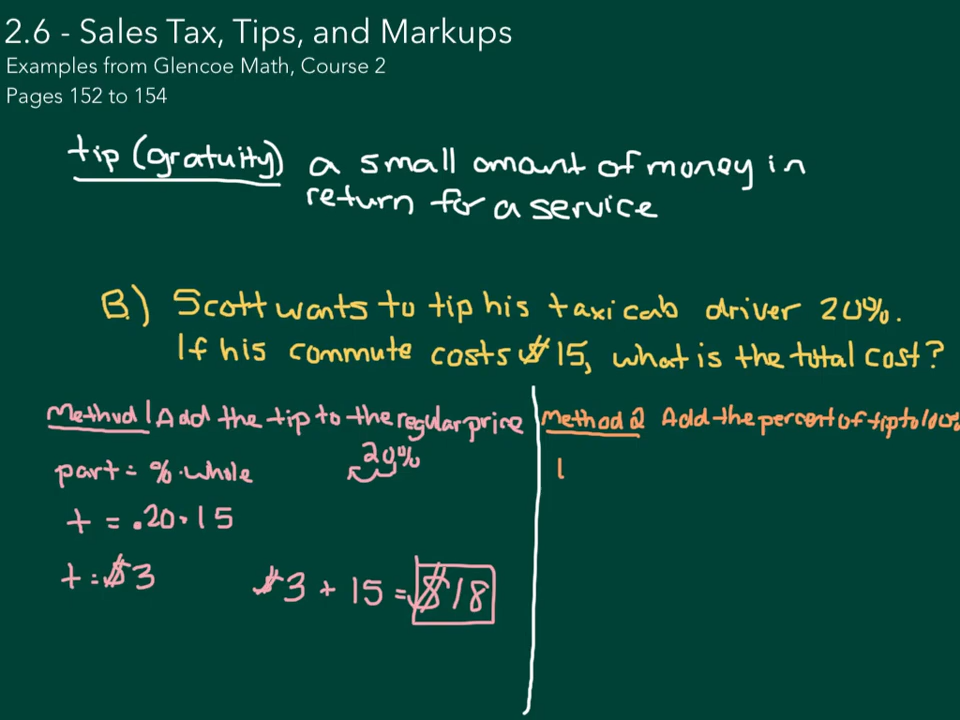 2.6 - Sales Tax, Tips, and Markups
Examples from Glencoe Math, Course 2
Pages 152 to 154
tip (gratuity) a small amount of money in
return for a service
B.) Scott wants to tip his taxi cab driver 20%.
If his commute costs $15, what is the total cost?
Method 1 Add the tip to the regular price
20%
part = % · whole
t = .20 · 15
t = $3
$3 + 15 = $18
Method 2 Add the percent of tip to 100%
1